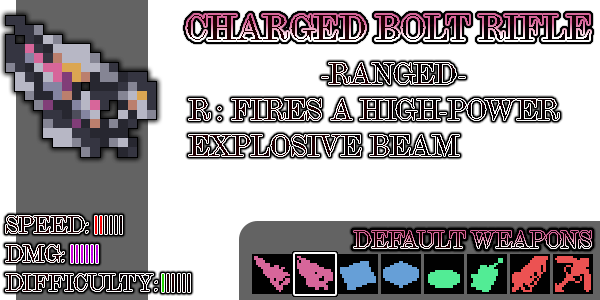 CHARGED BOLT RIFLE
-RANGED-
R : FIRES A HIGH-POWER
EXPLOSIVE BEAM
SPEED:
DMG:
DIFFICULTY:
DEFAULT WEAPONS